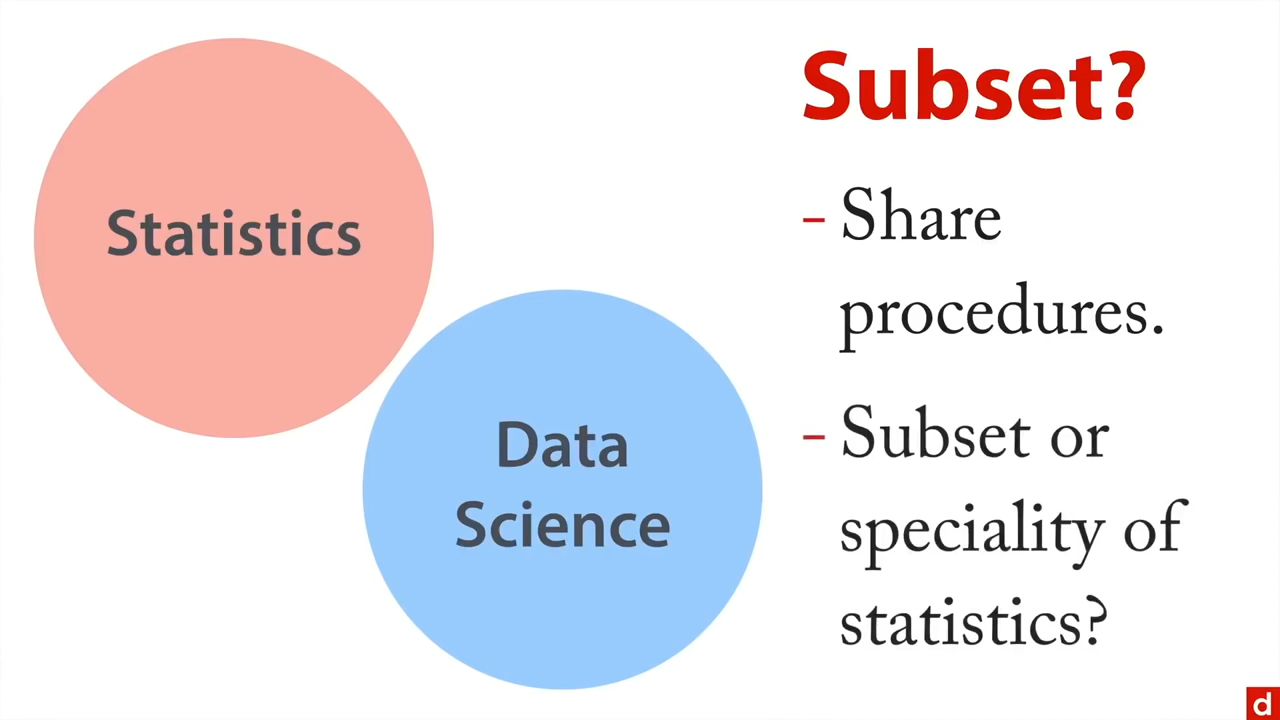 Statistics
Data
Science
Subset?
- Share
procedures.
- Subset or
speciality of
statistics?
d